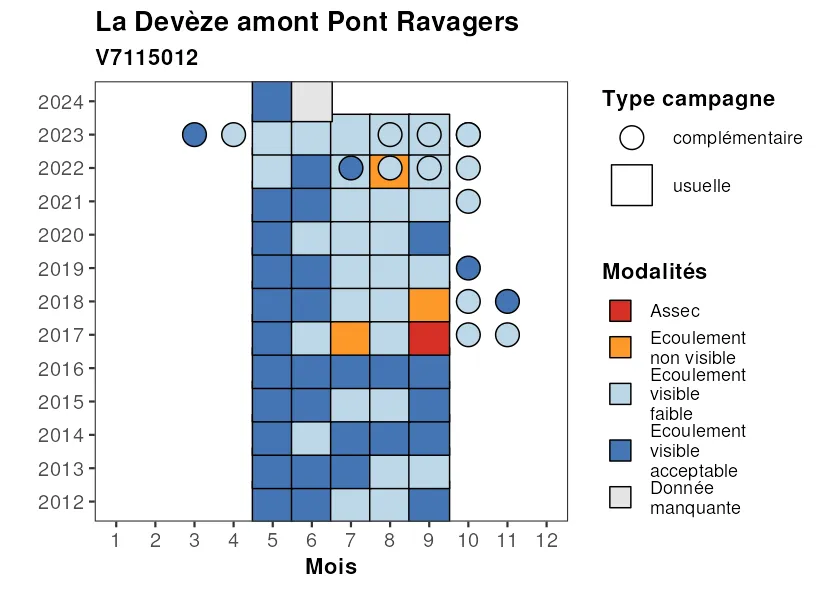 La Devèze amont Pont Ravagers
V7115012
2024
2023
2022
2021
2020
2019
2018
2017
2016
2015
2014
2013
2012
1 2 3 4 5 6 7 8 9 10 11 12
Mois
Type campagne
complémentaire
usuelle
Modalités
Assec
Ecoulement
non visible
Ecoulement
visible
faible
Ecoulement
visible
acceptable
Donnée
manquante